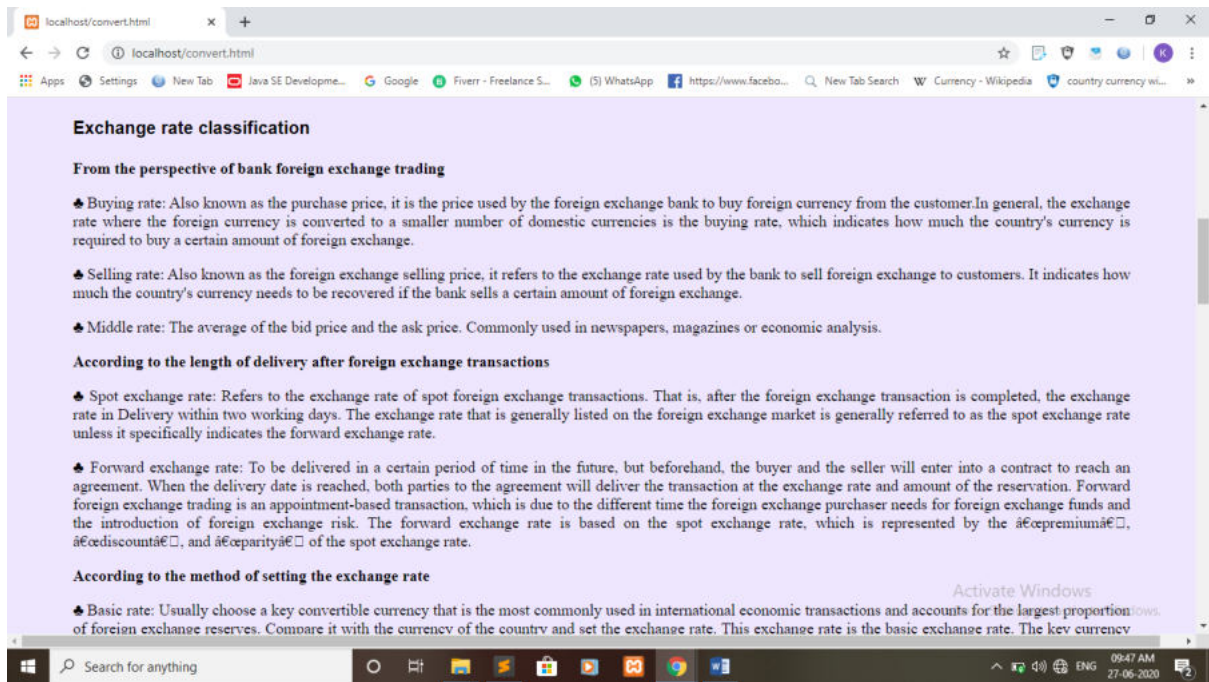 localhost/convert.html
localhost/convert.html
Apps Settings New Tab Java SE Developme... Google Fiverr - Freelance S... (5) WhatsApp https://www.facebo... New Tab Search Currency - Wikipedia country currency wi...
Exchange rate classification
From the perspective of bank foreign exchange trading
♣ Buying rate: Also known as the purchase price, it is the price used by the foreign exchange bank to buy foreign currency from the customer.In general, the exchange
rate where the foreign currency is converted to a smaller number of domestic currencies is the buying rate, which indicates how much the country's currency is
required to buy a certain amount of foreign exchange.
♣ Selling rate: Also known as the foreign exchange selling price, it refers to the exchange rate used by the bank to sell foreign exchange to customers. It indicates how
much the country's currency needs to be recovered if the bank sells a certain amount of foreign exchange.
♣ Middle rate: The average of the bid price and the ask price. Commonly used in newspapers, magazines or economic analysis.
According to the length of delivery after foreign exchange transactions
♣ Spot exchange rate: Refers to the exchange rate of spot foreign exchange transactions. That is, after the foreign exchange transaction is completed, the exchange
rate in Delivery within two working days. The exchange rate that is generally listed on the foreign exchange market is generally referred to as the spot exchange rate
unless it specifically indicates the forward exchange rate.
♣ Forward exchange rate: To be delivered in a certain period of time in the future, but beforehand, the buyer and the seller will enter into a contract to reach an
agreement. When the delivery date is reached, both parties to the agreement will deliver the transaction at the exchange rate and amount of the reservation. Forward
foreign exchange trading is an appointment-based transaction, which is due to the different time the foreign exchange purchaser needs for foreign exchange funds and
the introduction of foreign exchange risk. The forward exchange rate is based on the spot exchange rate, which is represented by the â€œpremiumâ€□,
â€œdiscountâ€□, and â€œparityâ€□ of the spot exchange rate.
According to the method of setting the exchange rate
Activate Windows
♣ Basic rate: Usually choose a key convertible currency that is the most commonly used in international economic transactions and accounts for the largest proportion
of foreign exchange reserves. Compare it with the currency of the country and set the exchange rate. This exchange rate is the basic exchange rate. The key currency
Search for anything
ENG 09:47 AM
27-06-2020
2